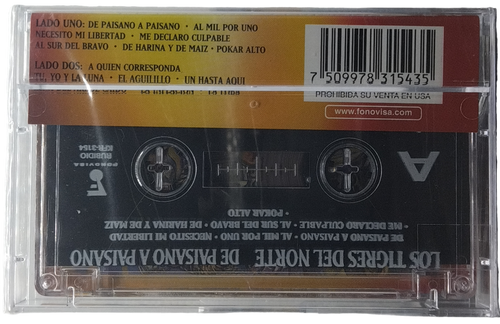 LADO UNO: DE PAISANO A PAISANO · AL MIL POR UNO
NECESITO MI LIBERTAD · ME DECLARO CULPABLE
AL SUR DEL BRAVO · DE HARINA Y DE MAIZ · POKAR ALTO
LADO DOS: A QUIEN CORRESPONDA
TU, YO Y LA LUNA · EL AGUILILLO · UN HASTA AQUI
7 509978 315435
PROHIBIDA SU VENTA EN USA
www.fonovisa.com
A
FONOVISA
RUBIDIO
KFR-3154
LOS TIGRES DEL NORTE DE PAISANO A PAISANO
DE PAISANO A PAISANO · AL MIL POR UNO · NECESITO MI LIBERTAD
· ME DECLARO CULPABLE · AL SUR DEL BRAVO · DE HARINA Y DE MAIZ
· POKAR ALTO ·